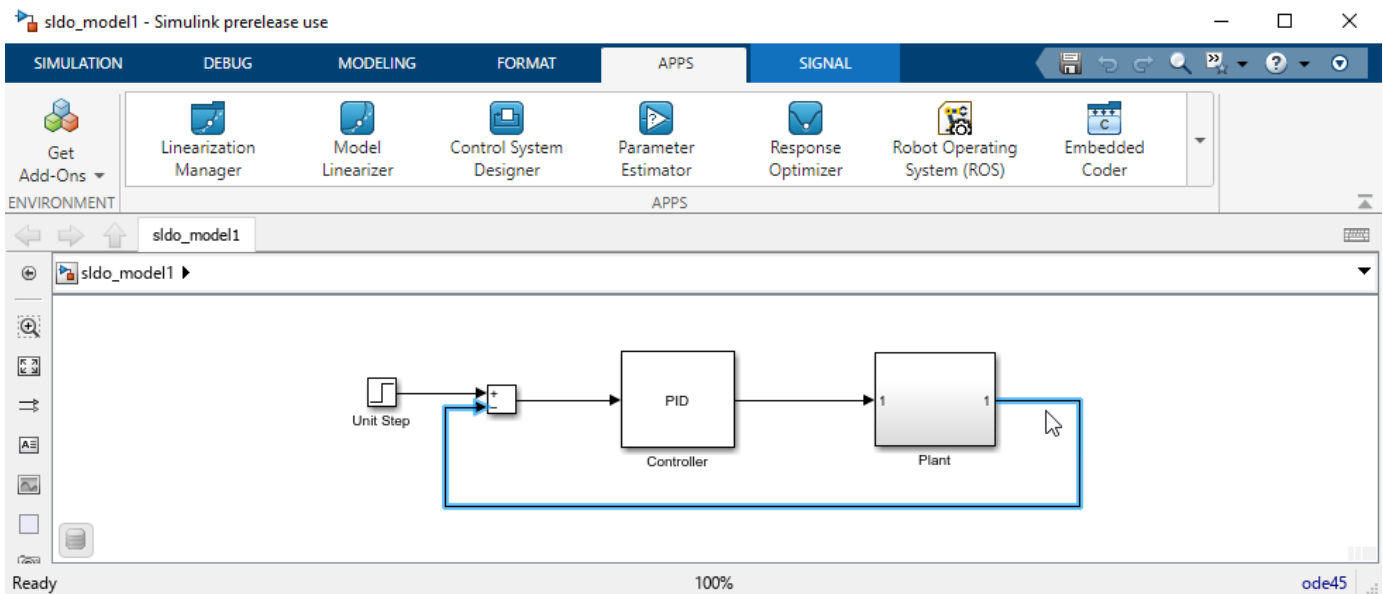 sldo_model1 - Simulink prerelease use
SIMULATION DEBUG MODELING FORMAT APPS SIGNAL
Get Add-Ons
Linearization Manager
Model Linearizer
Control System Designer
Parameter Estimator
Response Optimizer
Robot Operating System (ROS)
Embedded Coder
ENVIRONMENT APPS
sldo_model1
sldo_model1
Unit Step
+
−
PID
Controller
1 1
Plant
Ready 100% ode45